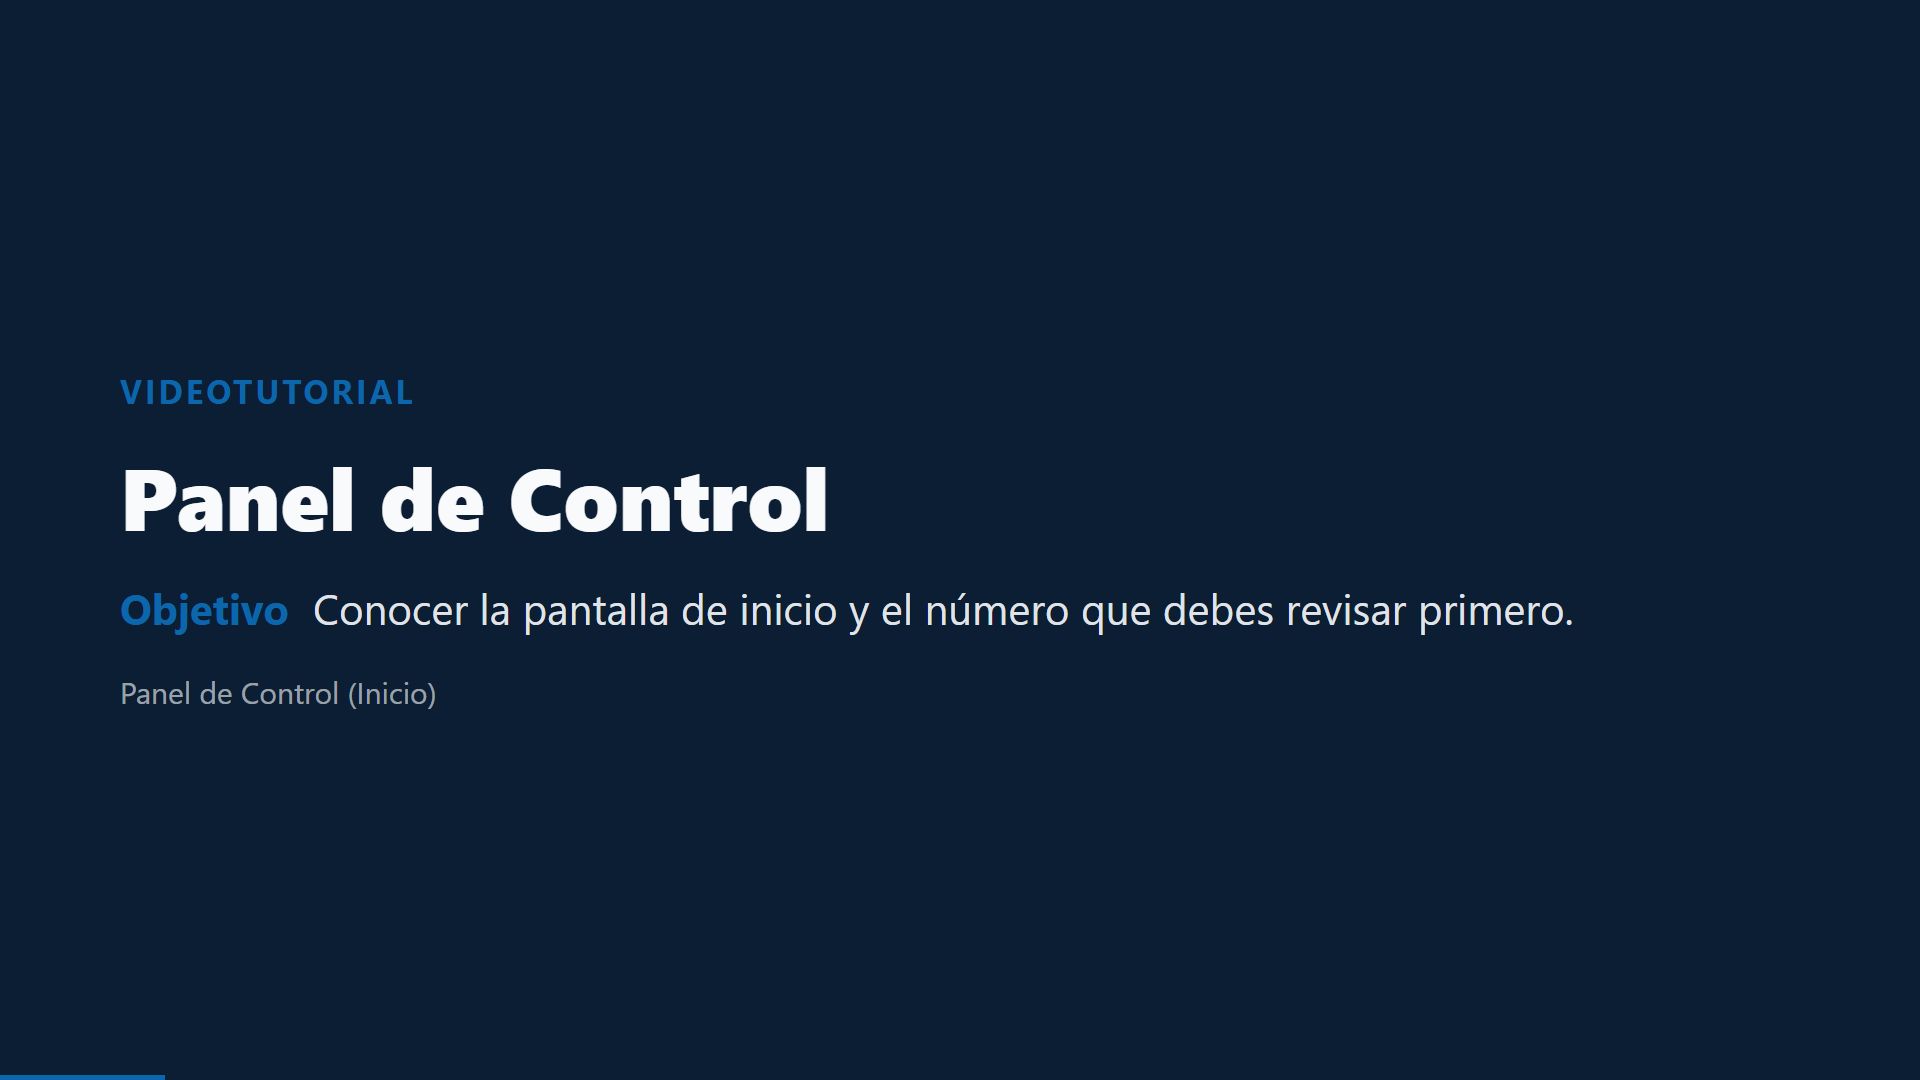 VIDEOTUTORIAL
Panel de Control
Objetivo Conocer la pantalla de inicio y el número que debes revisar primero.
Panel de Control (Inicio)